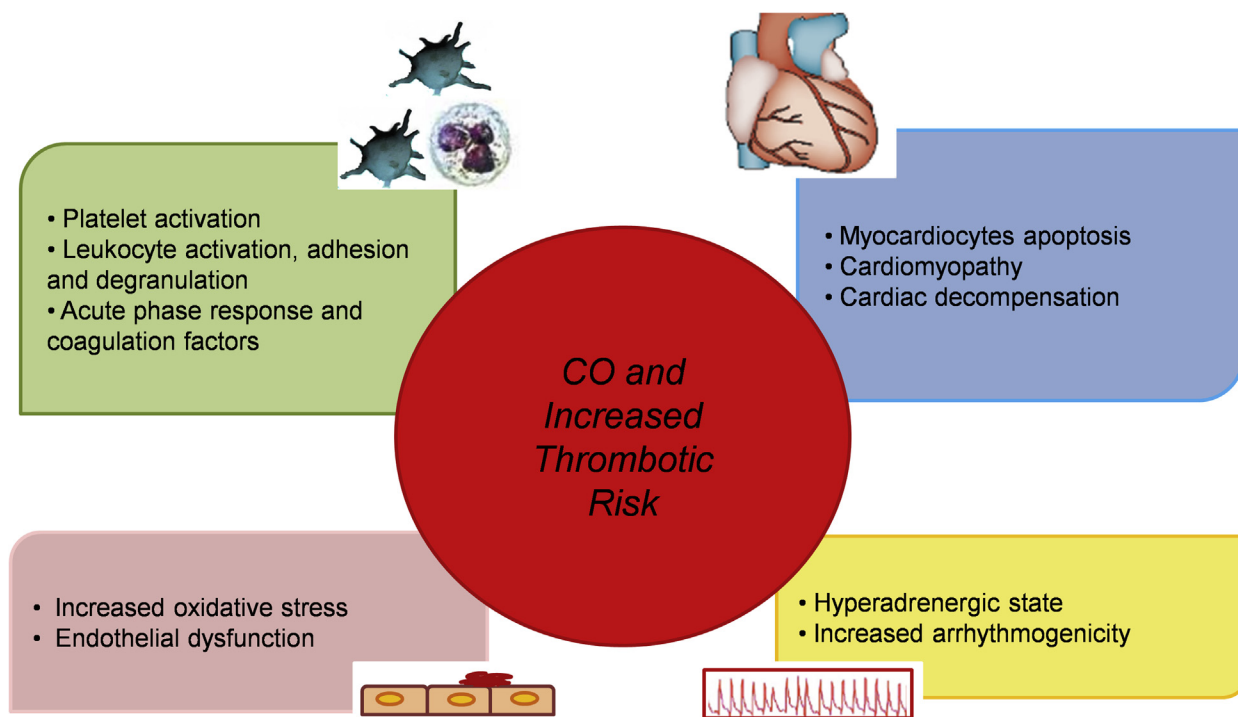 • Platelet activation
• Leukocyte activation, adhesion
and degranulation
• Acute phase response and
coagulation factors
• Myocardiocytes apoptosis
• Cardiomyopathy
• Cardiac decompensation
CO and
Increased
Thrombotic
Risk
• Increased oxidative stress
• Endothelial dysfunction
• Hyperadrenergic state
• Increased arrhythmogenicity